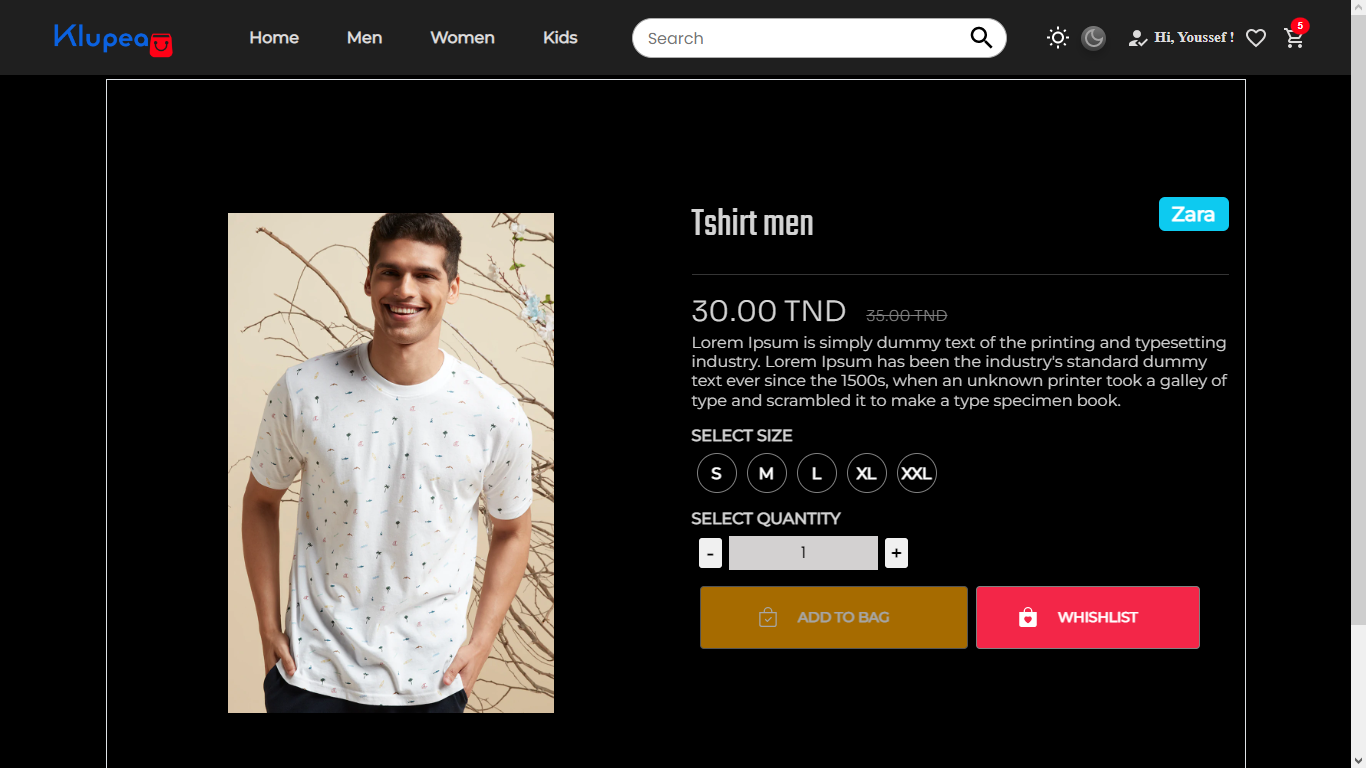 Klupea
Home
Men
Women
Kids
Search
Hi, Youssef !
5
Tshirt men
Zara
30.00 TND 35.00 TND
Lorem Ipsum is simply dummy text of the printing and typesetting
industry. Lorem Ipsum has been the industry's standard dummy
text ever since the 1500s, when an unknown printer took a galley of
type and scrambled it to make a type specimen book.
SELECT SIZE
S M L XL XXL
SELECT QUANTITY
- 1 +
ADD TO BAG
WHISHLIST